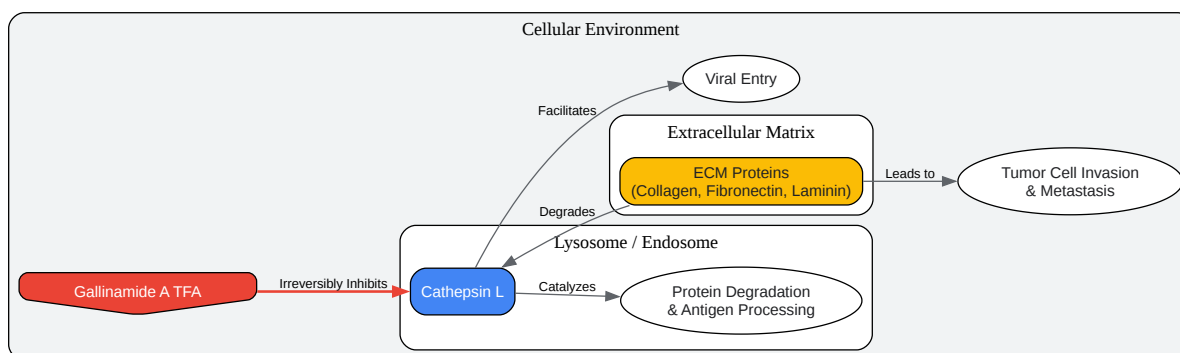 Cellular Environment
Viral Entry
Facilitates
Extracellular Matrix
ECM Proteins
(Collagen, Fibronectin, Laminin)
Leads to
Tumor Cell Invasion
& Metastasis
Degrades
Lysosome / Endosome
Gallinamide A TFA
Irreversibly Inhibits
Cathepsin L
Catalyzes
Protein Degradation
& Antigen Processing